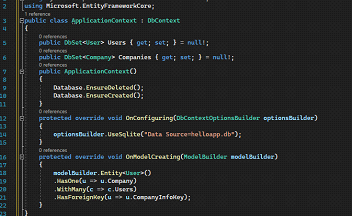 using Microsoft.EntityFrameworkCore;
1 reference
public class ApplicationContext : DbContext
{
0 references
public DbSet<User> Users { get; set; } = null!;
0 references
public DbSet<Company> Companies { get; set; } = null!;
0 references
public ApplicationContext()
{
Database.EnsureDeleted();
Database.EnsureCreated();
}
0 references
protected override void OnConfiguring(DbContextOptionsBuilder optionsBuilder)
{
optionsBuilder.UseSqlite("Data Source=helloapp.db");
}
0 references
protected override void OnModelCreating(ModelBuilder modelBuilder)
{
modelBuilder.Entity<User>()
.HasOne(u => u.Company)
.WithMany(c => c.Users)
.HasForeignKey(u => u.CompanyInfoKey);
}
}